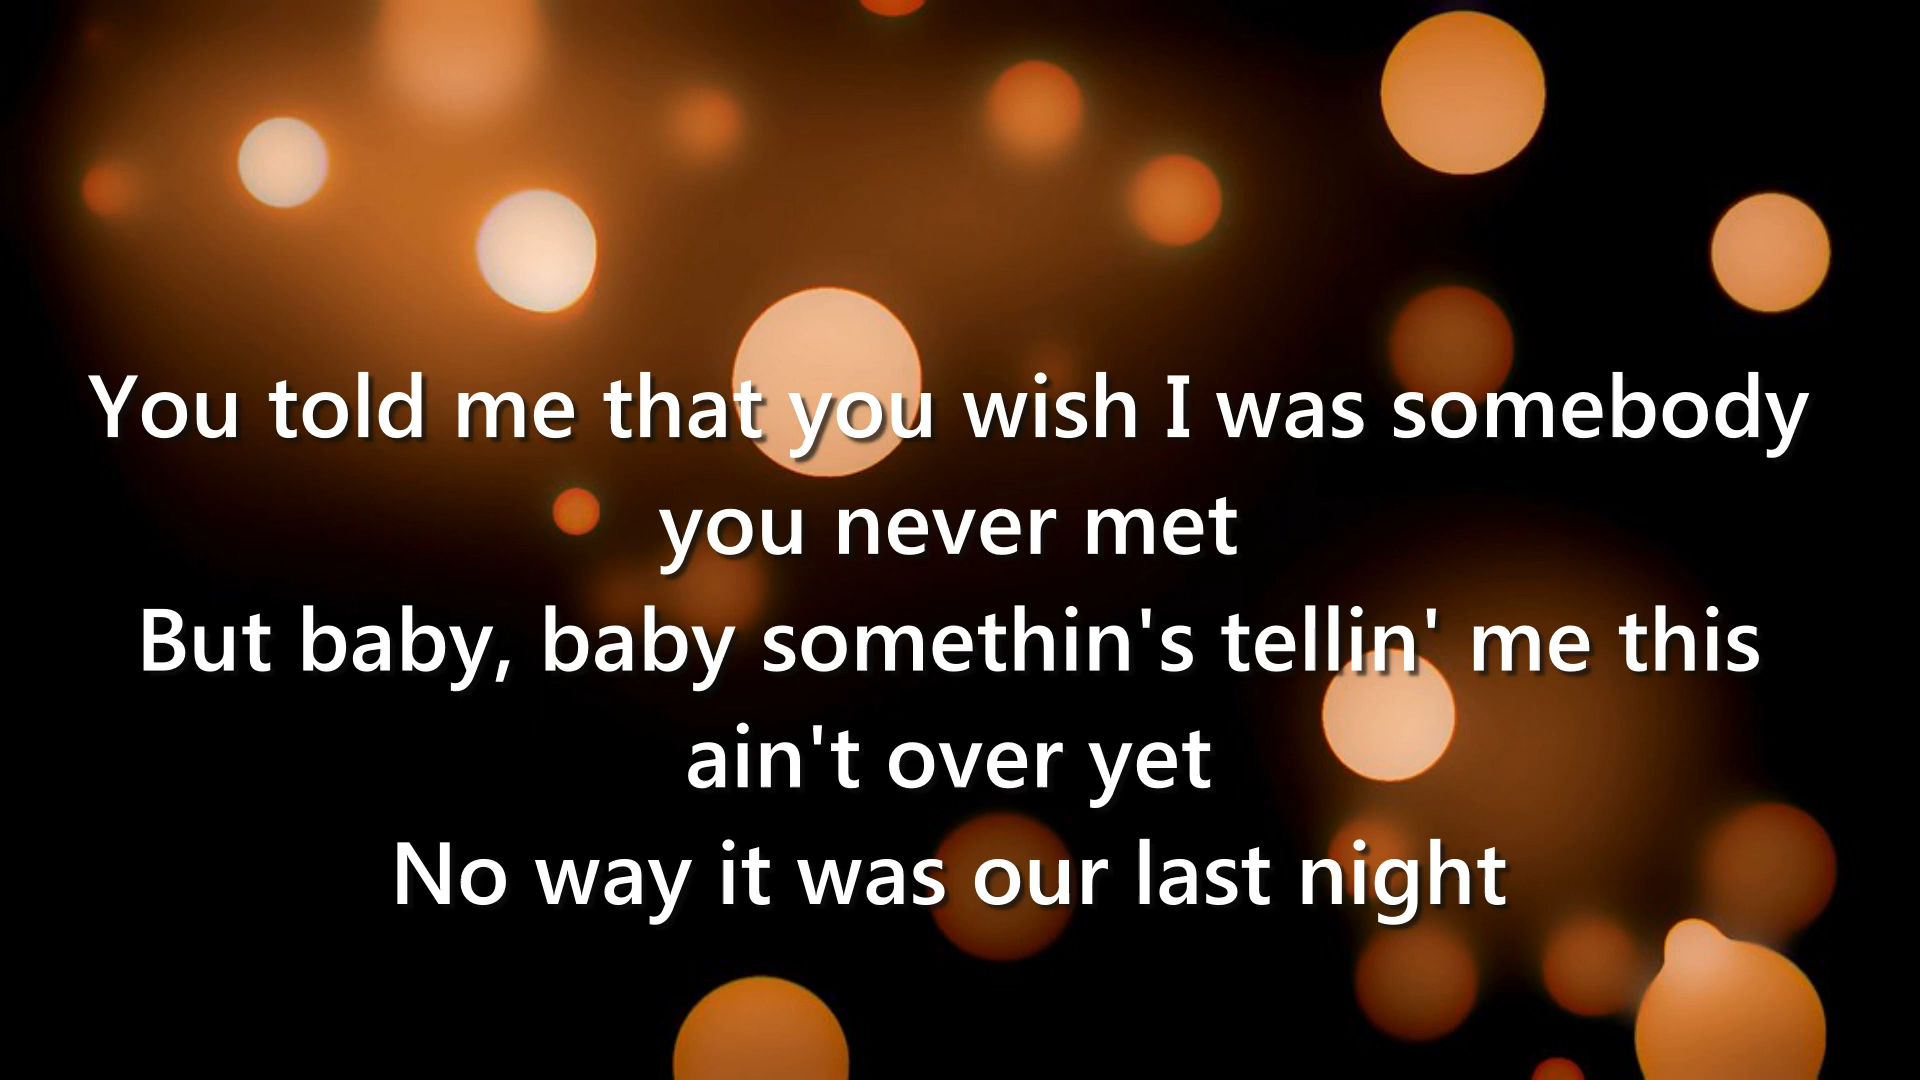 You told me that you wish I was somebody
you never met
But baby, baby somethin's tellin' me this
ain't over yet
No way it was our last night